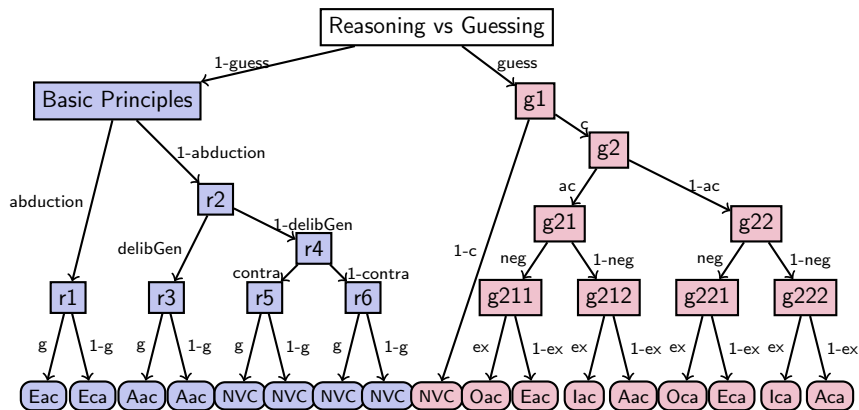 Reasoning vs Guessing
1-guess guess
Basic Principles g1
c
1-abduction g2
abduction r2 ac 1-ac
1-delibGen g21 g22
delibGen r4 1-c
contra 1-contra neg 1-neg neg 1-neg
r1 r3 r5 r6 g211 g212 g221 g222
g 1-g g 1-g g 1-g g 1-g ex 1-ex ex 1-ex ex 1-ex ex 1-ex
Eac Eca Aac Aac NVC NVC NVC NVC NVC Oac Eac Iac Aac Oca Eca Ica Aca